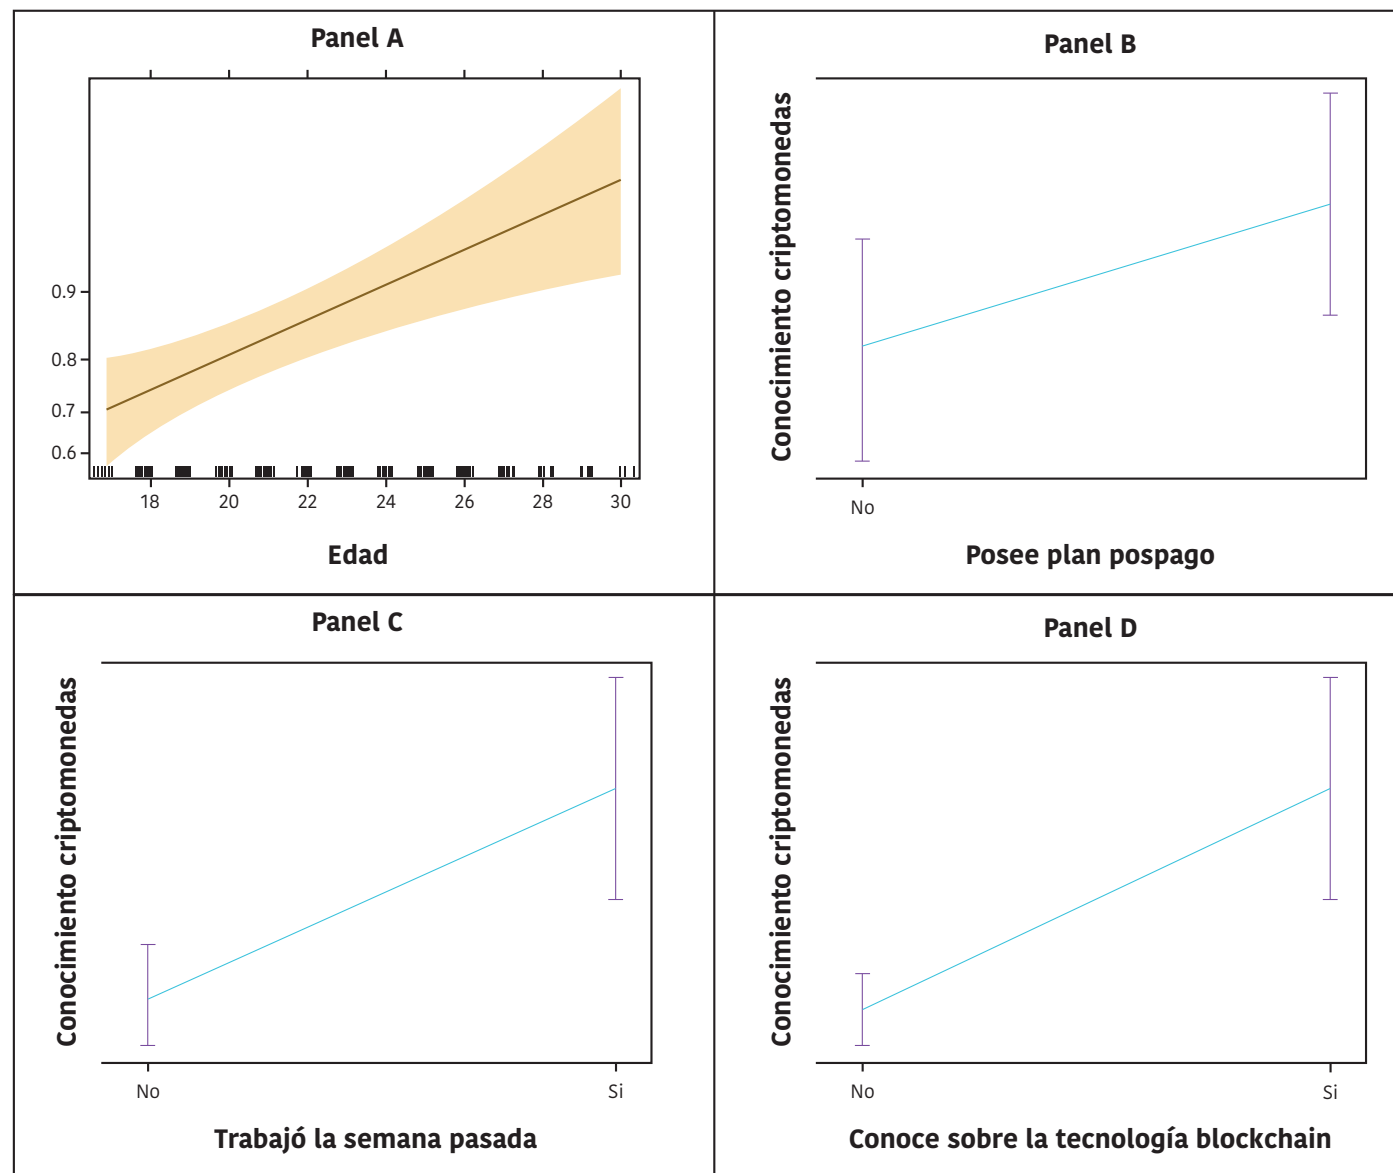 Panel A
0.9
0.8
0.7
0.6
18 20 22 24 26 28 30
Edad
Panel B
Conocimiento criptomonedas
No
Posee plan pospago
Panel C
Conocimiento criptomonedas
No Si
Trabajó la semana pasada
Panel D
Conocimiento criptomonedas
No Si
Conoce sobre la tecnología blockchain